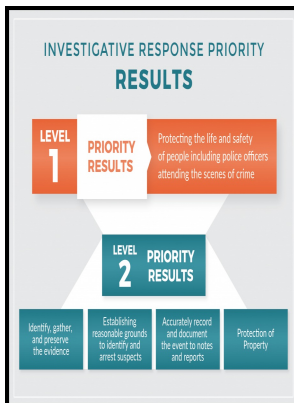 INVESTIGATIVE RESPONSE PRIORITY
RESULTS
LEVEL
1
PRIORITY
RESULTS
Protecting the life and safety
of people including police officers
attending the scenes of crime
LEVEL
2
PRIORITY
RESULTS
Identify, gather,
and preserve
the evidence
Establishing
reasonable grounds
to identify and
arrest suspects
Accurately record
and document
the event to notes
and reports
Protection of
Property